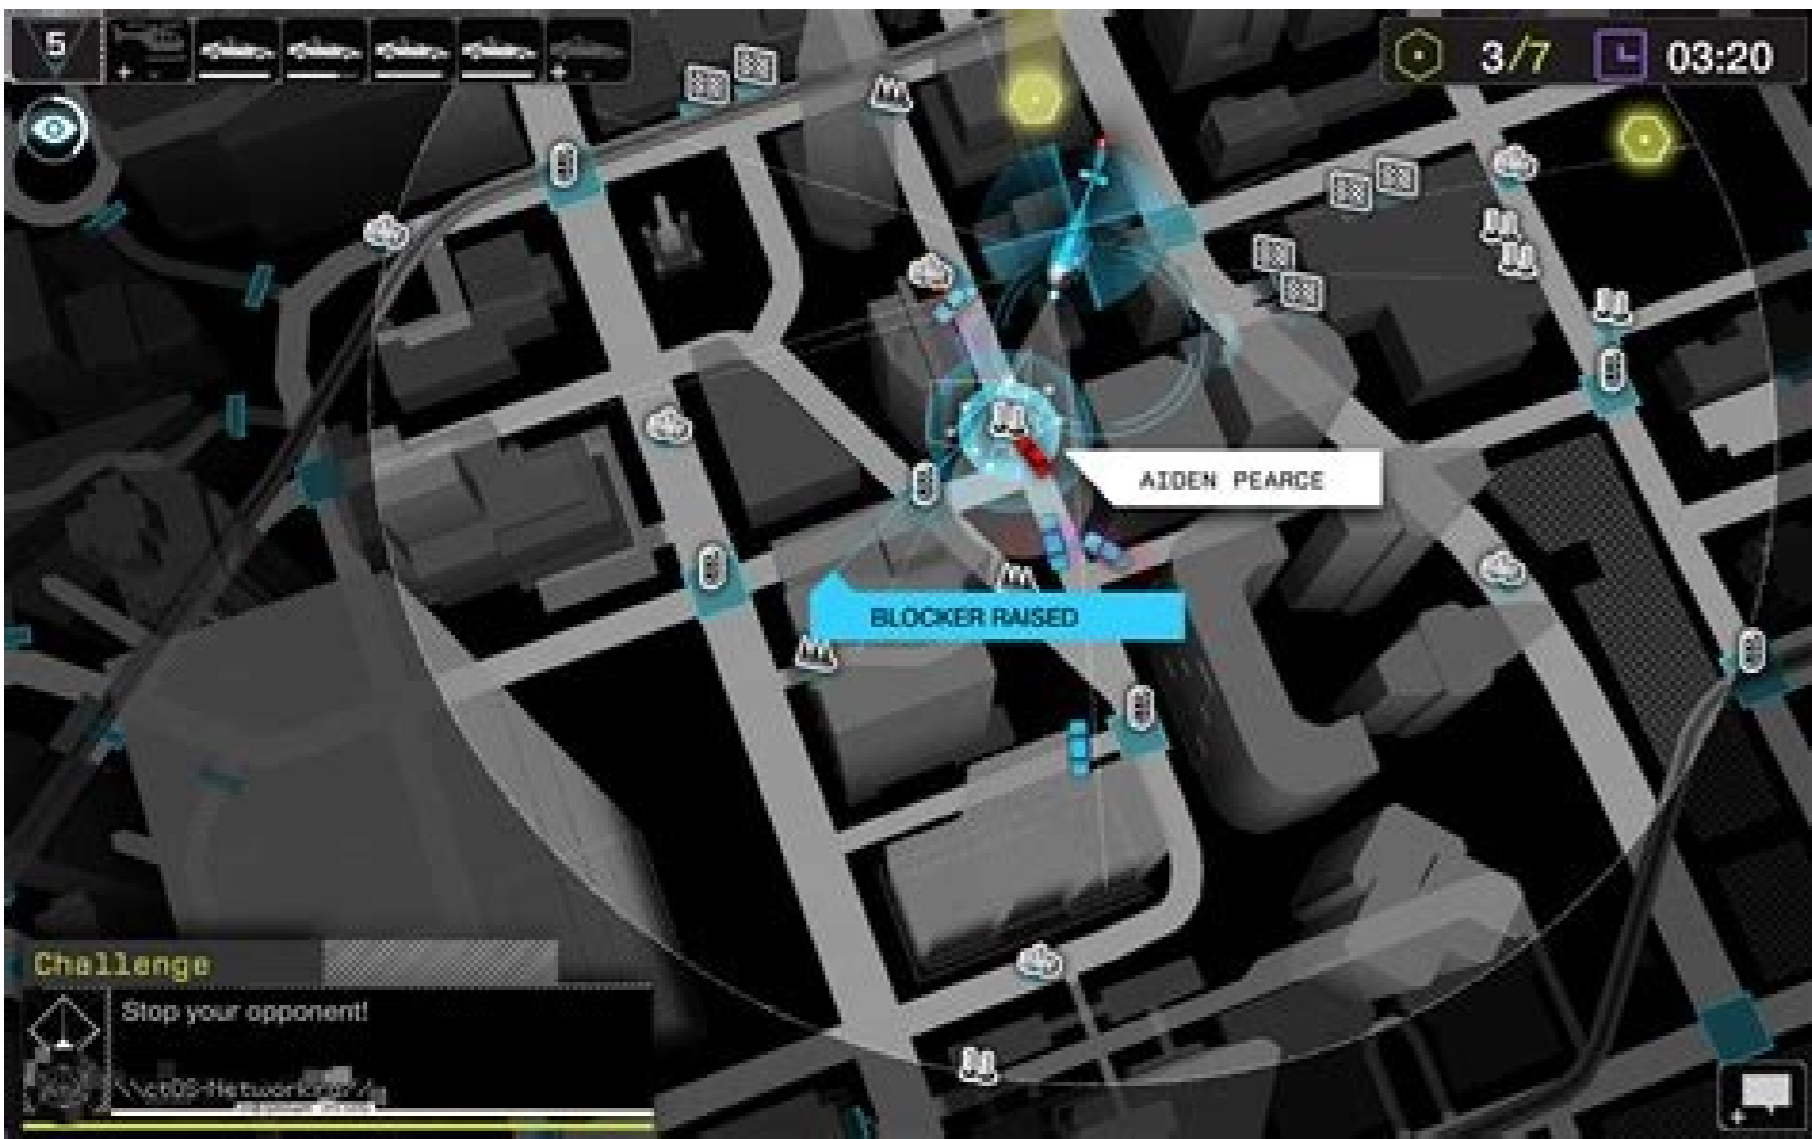 5
3/7 03:20
AIDEN PEARCE
BLOCKER RAISED
Challenge
Stop your opponent!